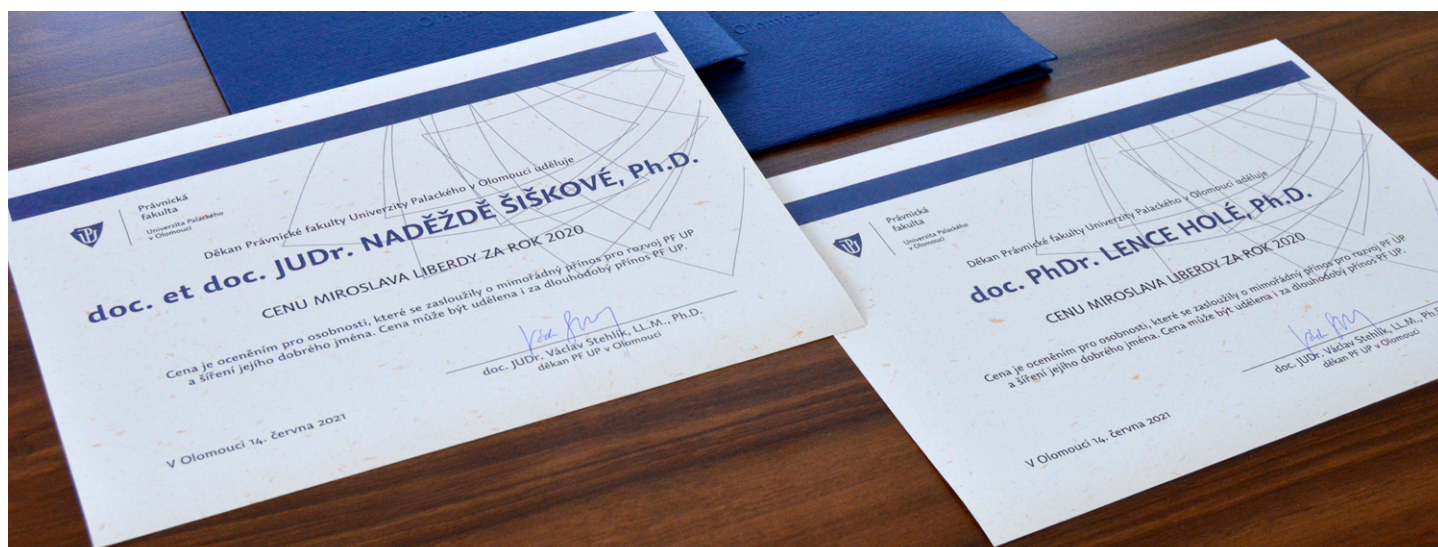 Právnická
fakulta
Univerzita Palackého
v Olomouci
Děkan Právnické fakulty Univerzity Palackého v Olomouci uděluje
doc. et doc. JUDr. NADĚŽDĚ ŠIŠKOVÉ, Ph.D.
CENU MIROSLAVA LIBERDY ZA ROK 2020
Cena je oceněním pro osobnosti, které se zasloužily o mimořádný přínos pro rozvoj PF UP
a šíření jejího dobrého jména. Cena může být udělena i za dlouhodobý přínos PF UP.
doc. JUDr. Václav Stehlík, LL.M., Ph.D.
děkan PF UP v Olomouci
V Olomouci 14. června 2021
Právnická
fakulta
Univerzita Palackého
v Olomouci
Děkan Právnické fakulty Univerzity Palackého v Olomouci uděluje
doc. PhDr. LENCE HOLÉ, Ph.D.
CENU MIROSLAVA LIBERDY ZA ROK 2020
Cena je oceněním pro osobnosti, které se zasloužily o mimořádný přínos pro rozvoj PF UP
a šíření jejího dobrého jména. Cena může být udělena i za dlouhodobý přínos PF UP.
doc. JUDr. Václav Stehlík, LL.M., Ph.D
děkan PF UP v Olomouci
V Olomouci 14. června 2021